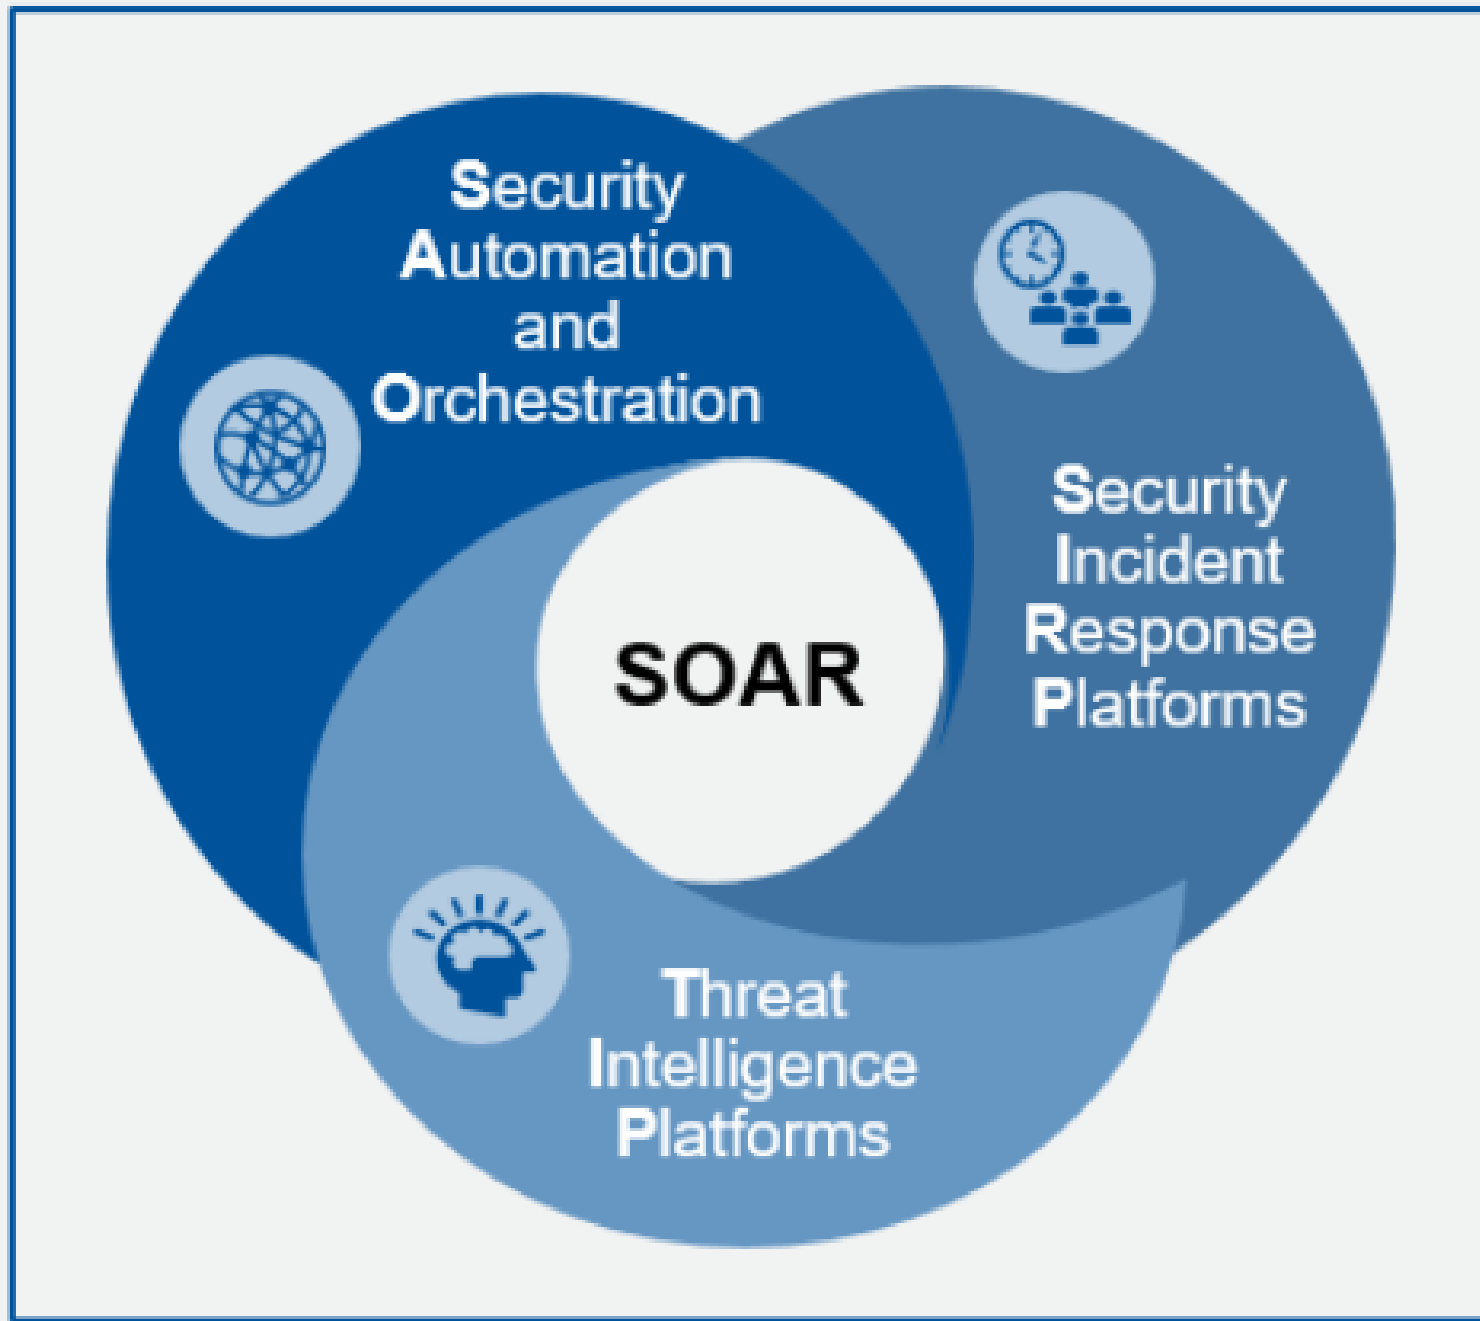 Security
Automation
and
Orchestration
Security
Incident
Response
Platforms
SOAR
Threat
Intelligence
Platforms